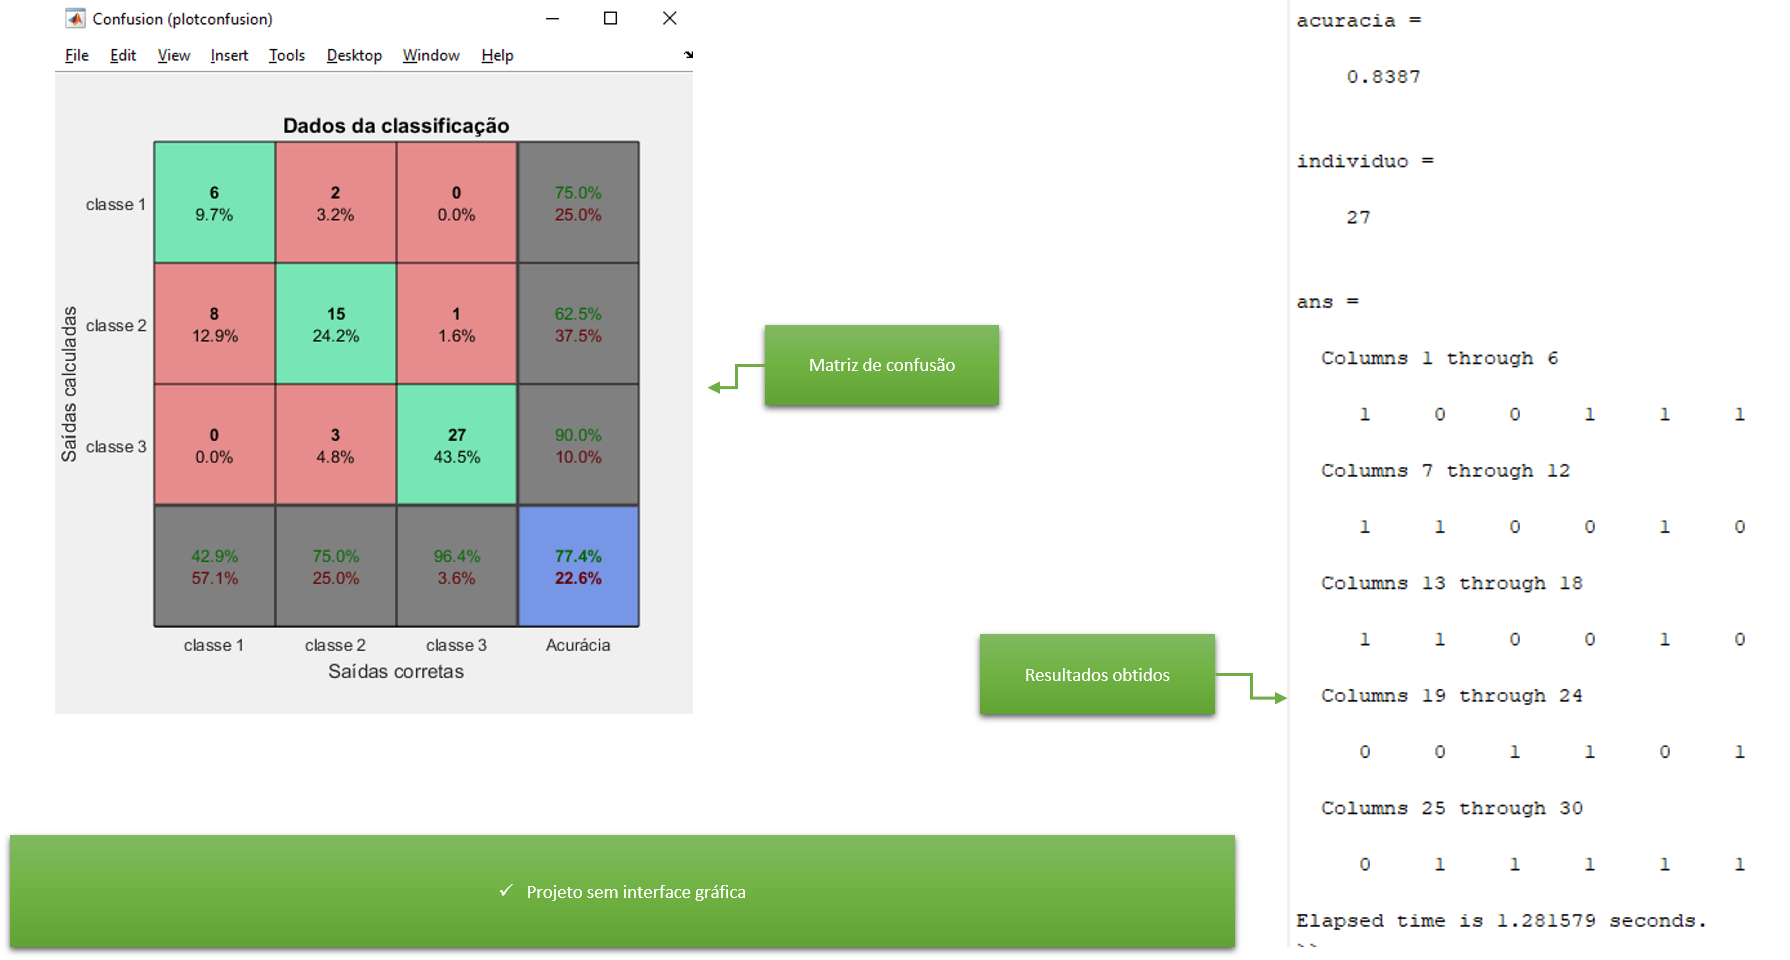 Confusion (plotconfusion)
File Edit View Insert Tools Desktop Window Help
Dados da classificação
Saídas calculadas
classe 1
6 2 0 75.0%
9.7% 3.2% 0.0% 25.0%
classe 2
8 15 1 62.5%
12.9% 24.2% 1.6% 37.5%
classe 3
0 3 27 90.0%
0.0% 4.8% 43.5% 10.0%
42.9% 75.0% 96.4% 77.4%
57.1% 25.0% 3.6% 22.6%
classe 1 classe 2 classe 3 Acurácia
Saídas corretas
Matriz de confusão
Resultados obtidos
✓ Projeto sem interface gráfica
acuracia =
0.8387
individuo =
27
ans =
Columns 1 through 6
1 0 0 1 1 1
Columns 7 through 12
1 1 0 0 1 0
Columns 13 through 18
1 1 0 0 1 0
Columns 19 through 24
0 0 1 1 0 1
Columns 25 through 30
0 1 1 1 1 1
Elapsed time is 1.281579 seconds.
>>